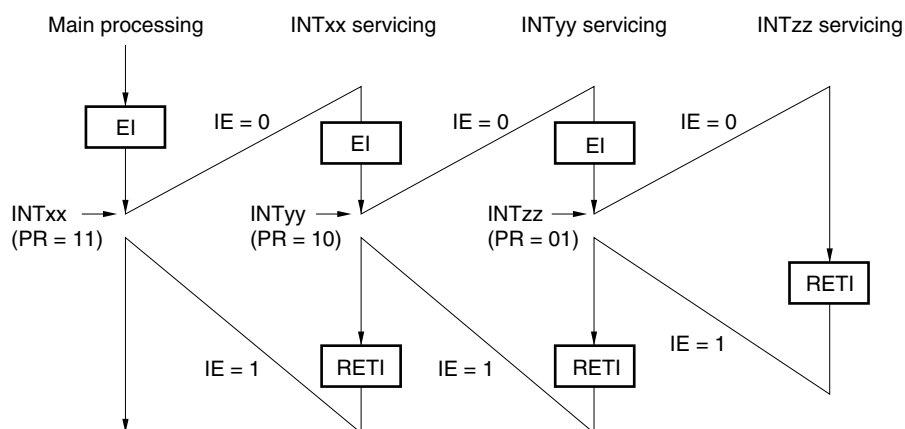 Main processing INTxx servicing INTyy servicing INTzz servicing
EI IE = 0 EI IE = 0 EI IE = 0
INTxx INTyy INTzz
(PR = 11) (PR = 10) (PR = 01)
RETI
IE = 1 RETI IE = 1 RETI IE = 1